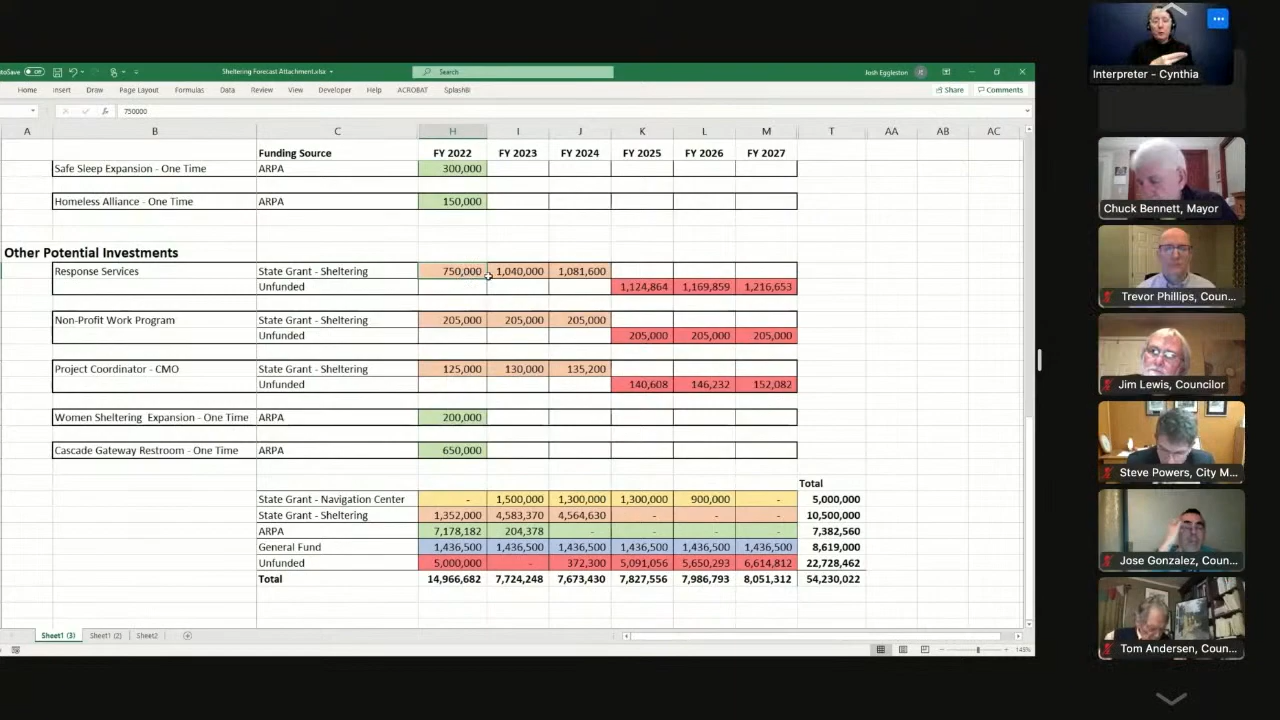 AutoSave Off
Sheltering Forecast Attachment.xlsx
Search
Josh Eggleston
Home Insert Draw Page Layout Formulas Data Review View Developer Help ACROBAT SplashBI
Share Comments
fx 750000
A B C H I J K L M T AA AB AC
Funding Source FY 2022 FY 2023 FY 2024 FY 2025 FY 2026 FY 2027
Safe Sleep Expansion - One Time ARPA 300,000
Homeless Alliance - One Time ARPA 150,000
Other Potential Investments
Response Services State Grant - Sheltering 750,000 1,040,000 1,081,600
Unfunded 1,124,864 1,169,859 1,216,653
Non-Profit Work Program State Grant - Sheltering 205,000 205,000 205,000
Unfunded 205,000 205,000 205,000
Project Coordinator - CMO State Grant - Sheltering 125,000 130,000 135,200
Unfunded 140,608 146,232 152,082
Women Sheltering Expansion - One Time ARPA 200,000
Cascade Gateway Restroom - One Time ARPA 650,000
Total
State Grant - Navigation Center - 1,500,000 1,300,000 1,300,000 900,000 - 5,000,000
State Grant - Sheltering 1,352,000 4,583,370 4,564,630 - - - 10,500,000
ARPA 7,178,182 204,378 - - - - 7,382,560
General Fund 1,436,500 1,436,500 1,436,500 1,436,500 1,436,500 1,436,500 8,619,000
Unfunded 5,000,000 - 372,300 5,091,056 5,650,293 6,614,812 22,728,462
Total 14,966,682 7,724,248 7,673,430 7,827,556 7,986,793 8,051,312 54,230,022
Sheet1 (3) Sheet1 (2) Sheet2
145%
Interpreter - Cynthia
Chuck Bennett, Mayor
Trevor Phillips, Coun...
Jim Lewis, Councilor
Steve Powers, City M...
Jose Gonzalez, Coun...
Tom Andersen, Coun...